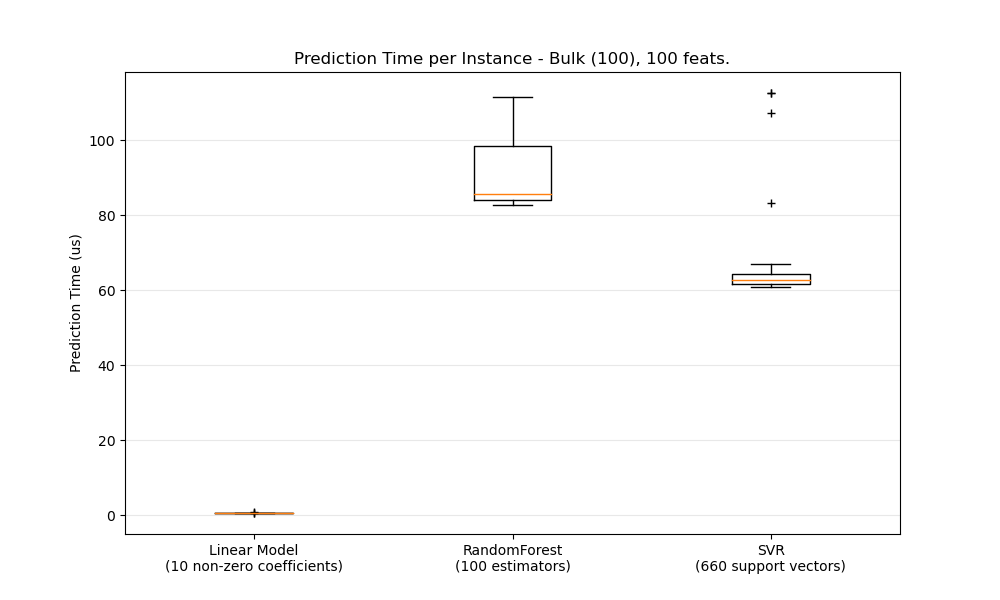 Prediction Time per Instance - Bulk (100), 100 feats.
Prediction Time (us)
100
80
60
40
20
0
Linear Model
(10 non-zero coefficients)
RandomForest
(100 estimators)
SVR
(660 support vectors)